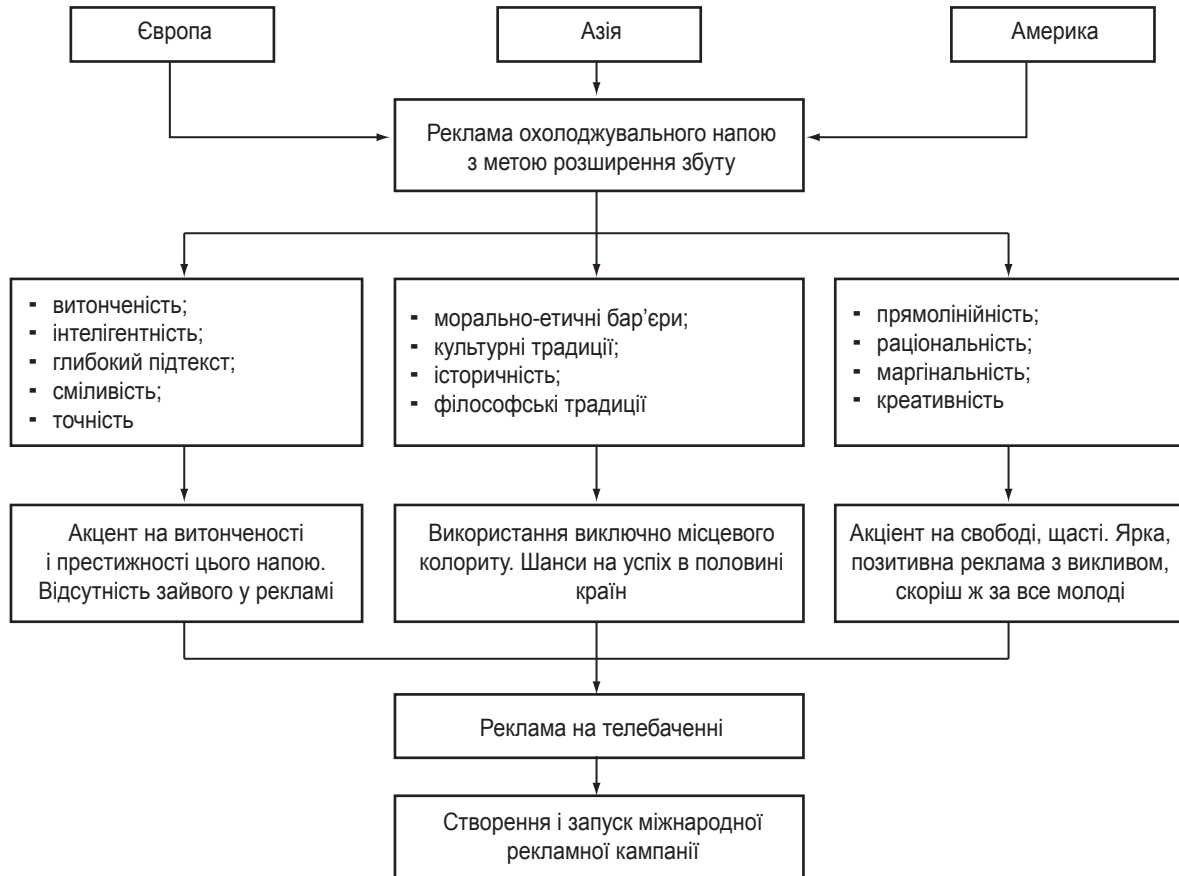 Європа
Азія
Америка
Реклама охолоджувального напою
з метою розширення збуту
- витонченість;
- інтелігентність;
- глибокий підтекст;
- сміливість;
- точність
- морально-етичні бар’єри;
- культурні традиції;
- історичність;
- філософські традиції
- прямолінійність;
- раціональність;
- маргінальність;
- креативність
Акцент на витонченості
і престижності цього напою.
Відсутність зайвого у рекламі
Використання виключно місцевого
колориту. Шанси на успіх в половині
країн
Акціент на свободі, щасті. Ярка,
позитивна реклама з викливом,
скоріш ж за все молоді
Реклама на телебаченні
Створення і запуск міжнародної
рекламної кампанії